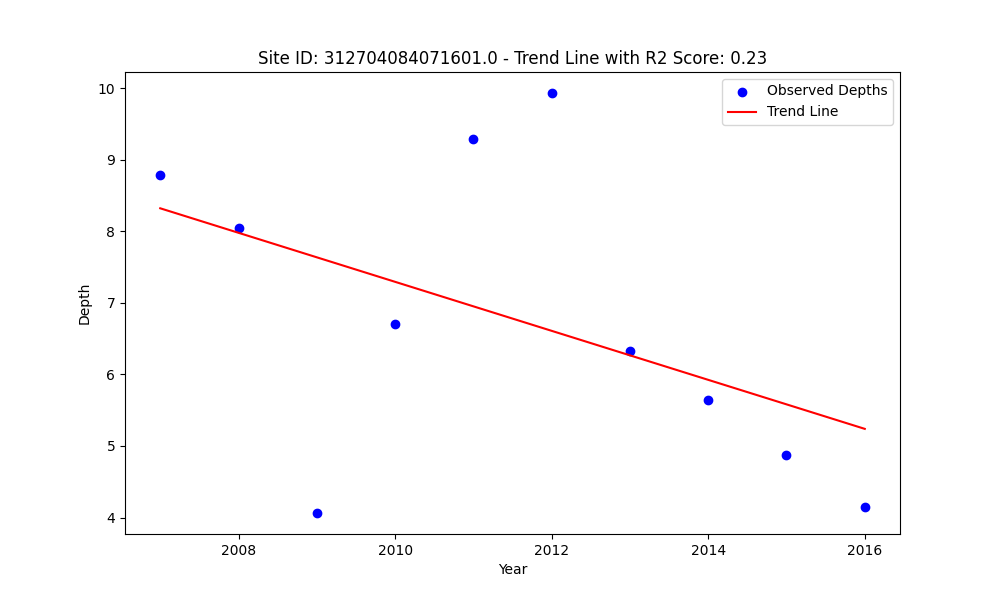 Site ID: 312704084071601.0 - Trend Line with R2 Score: 0.23
Observed Depths
Trend Line
10
9
8
7
6
5
4
Depth
2008
2010
2012
2014
2016
Year